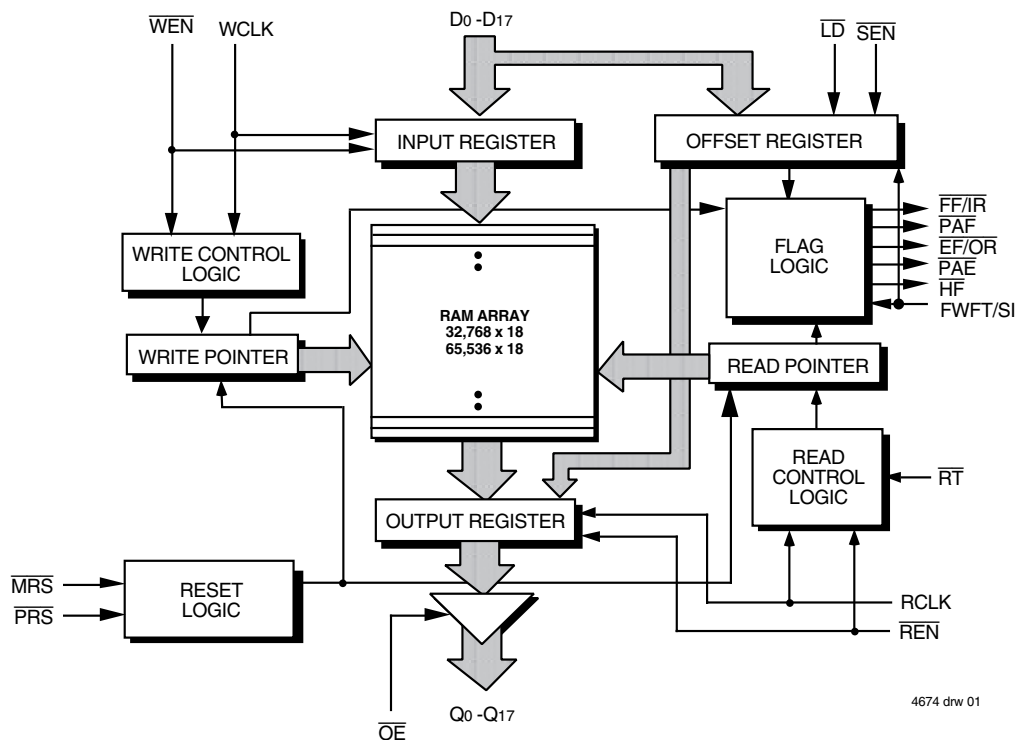 WEN WCLK
D0 -D17
LD SEN
INPUT REGISTER
OFFSET REGISTER
WRITE CONTROL
LOGIC
FLAG
LOGIC
FF/IR
PAF
EF/OR
PAE
HF
FWFT/SI
RAM ARRAY
32,768 x 18
65,536 x 18
WRITE POINTER
READ POINTER
READ
CONTROL
LOGIC
RT
OUTPUT REGISTER
MRS
PRS
RESET
LOGIC
RCLK
REN
OE
Q0 -Q17
4674 drw 01